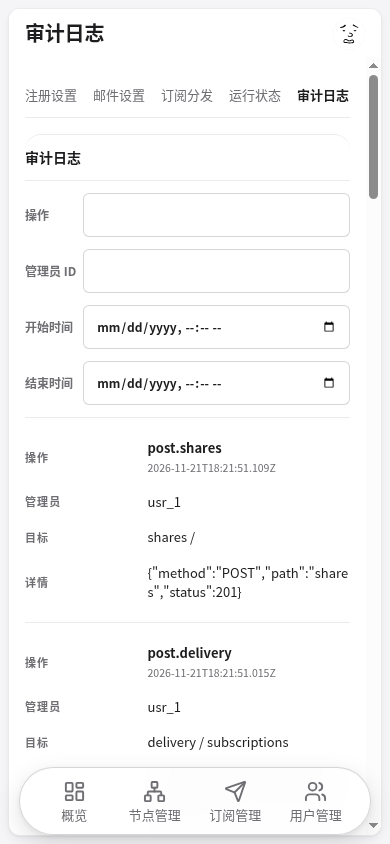 审计日志
注册设置 邮件设置 订阅分发 运行状态 审计日志
审计日志
操作
管理员 ID
开始时间 mm/dd/yyyy, --:-- --
结束时间 mm/dd/yyyy, --:-- --
操作 post.shares
2026-11-21T18:21:51.109Z
管理员 usr_1
目标 shares /
详情 {"method":"POST","path":"share
s","status":201}
操作 post.delivery
2026-11-21T18:21:51.015Z
管理员 usr_1
目标 delivery / subscriptions
概览 节点管理 订阅管理 用户管理